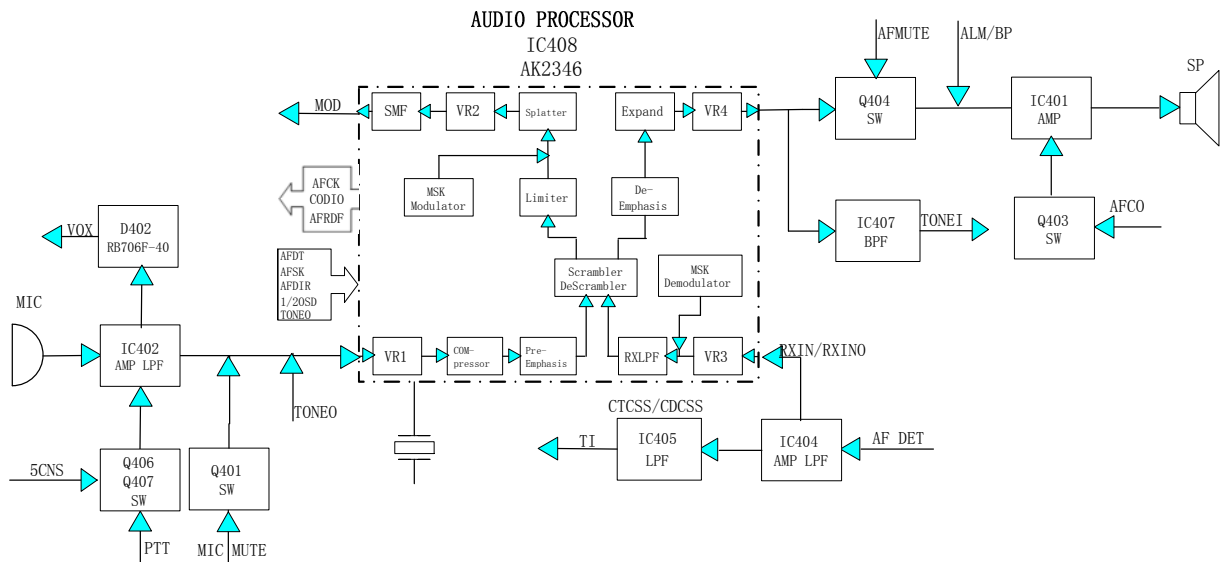 AUDIO PROCESSOR
IC408
AK2346
MOD
SMF
VR2
Splatter
Expand
VR4
AFMUTE
ALM/BP
Q404
SW
IC401
AMP
SP
AFCK
CODIO
AFRDF
MSK
Modulator
Limiter
De-
Emphasis
VOX
D402
RB706F-40
AFDT
AFSK
AFDIR
1/2OSD
TONEO
Scrambler
DeScrambler
MSK
Demodulator
IC407
BPF
TONEI
Q403
SW
AFCO
MIC
IC402
AMP LPF
VR1
COM-
pressor
Pre-
Emphasis
RXLPF
VR3
RXIN/RXINO
TONEO
CTCSS/CDCSS
TI
IC405
LPF
IC404
AMP LPF
AF DET
5CNS
Q406
Q407
SW
Q401
SW
PTT
MIC MUTE